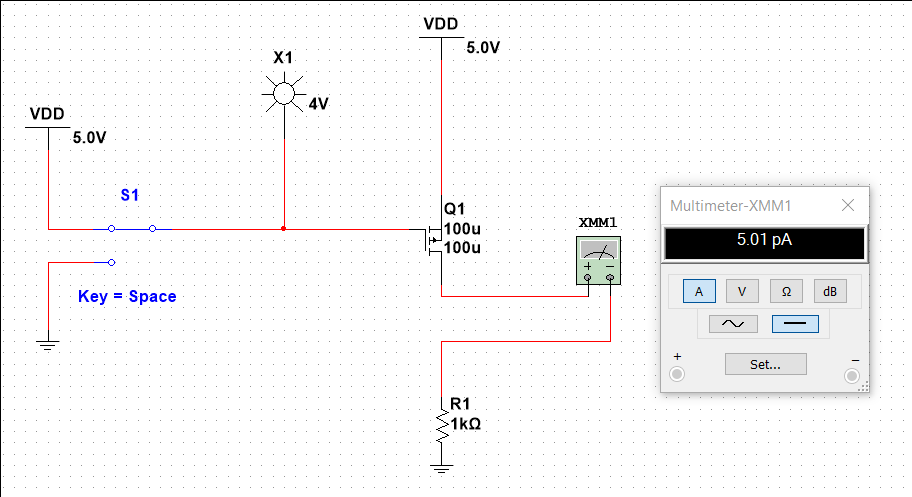 VDD
5.0V
X1
4V
VDD
5.0V
S1
Key = Space
Q1
100u
100u
XMM1
+ −
R1
1kΩ
Multimeter-XMM1
5.01 pA
A V Ω dB
+ −
Set...